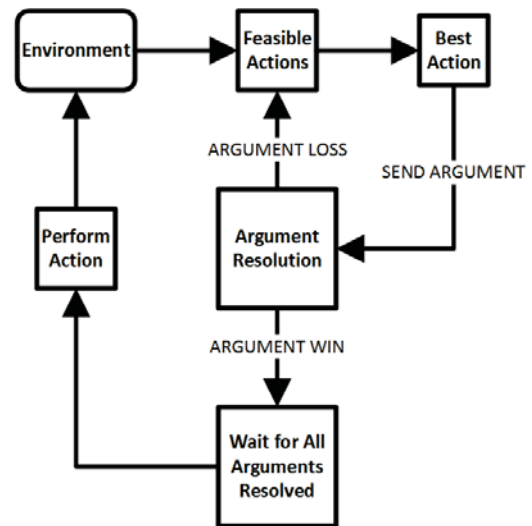 Environment
Feasible
Actions
Best
Action
ARGUMENT LOSS
SEND ARGUMENT
Perform
Action
Argument
Resolution
ARGUMENT WIN
Wait for All
Arguments
Resolved